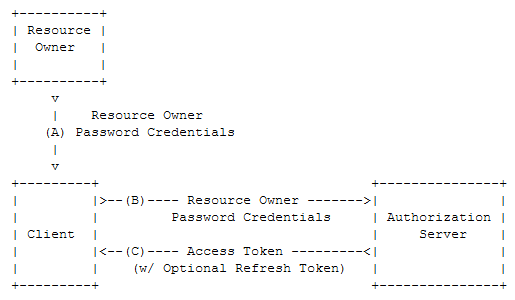 +----------+
| Resource |
|  Owner   |
|          |
+----------+
     v
     |    Resource Owner
    (A) Password Credentials
     |
     v
+---------+                                  +---------------+
|         |>--(B)---- Resource Owner ------->|               |
|         |         Password Credentials     | Authorization |
| Client  |                                  |     Server    |
|         |<--(C)---- Access Token ---------<|               |
|         |    (w/ Optional Refresh Token)   |               |
+---------+                                  +---------------+